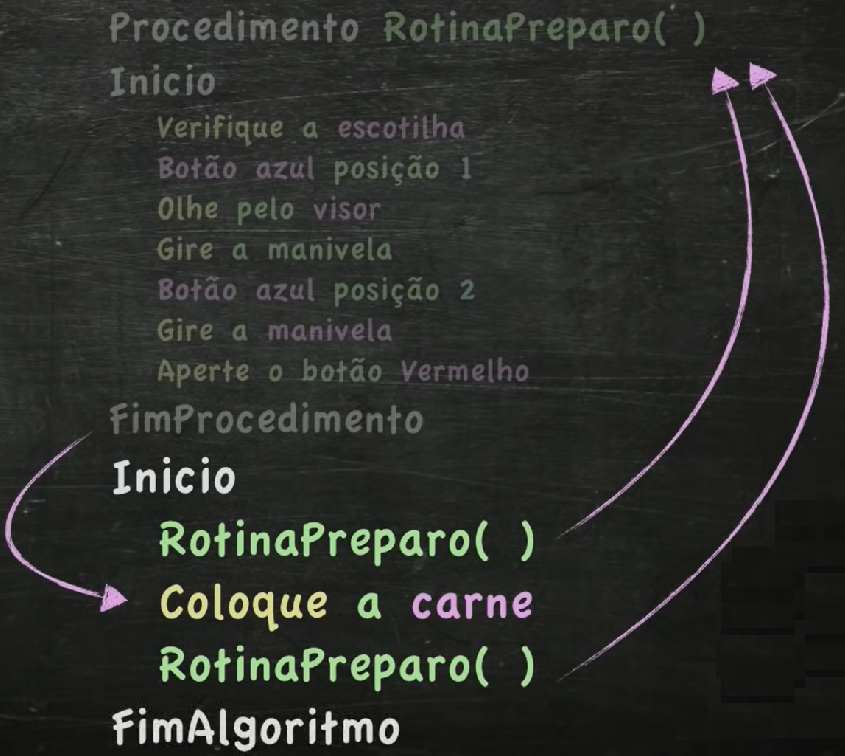 Procedimento RotinaPreparo( )
Inicio
Verifique a escotilha
Botão azul posição 1
Olhe pelo visor
Gire a manivela
Botão azul posição 2
Gire a manivela
Aperte o botão Vermelho
FimProcedimento
Inicio
RotinaPreparo( )
Coloque a carne
RotinaPreparo( )
FimAlgoritmo